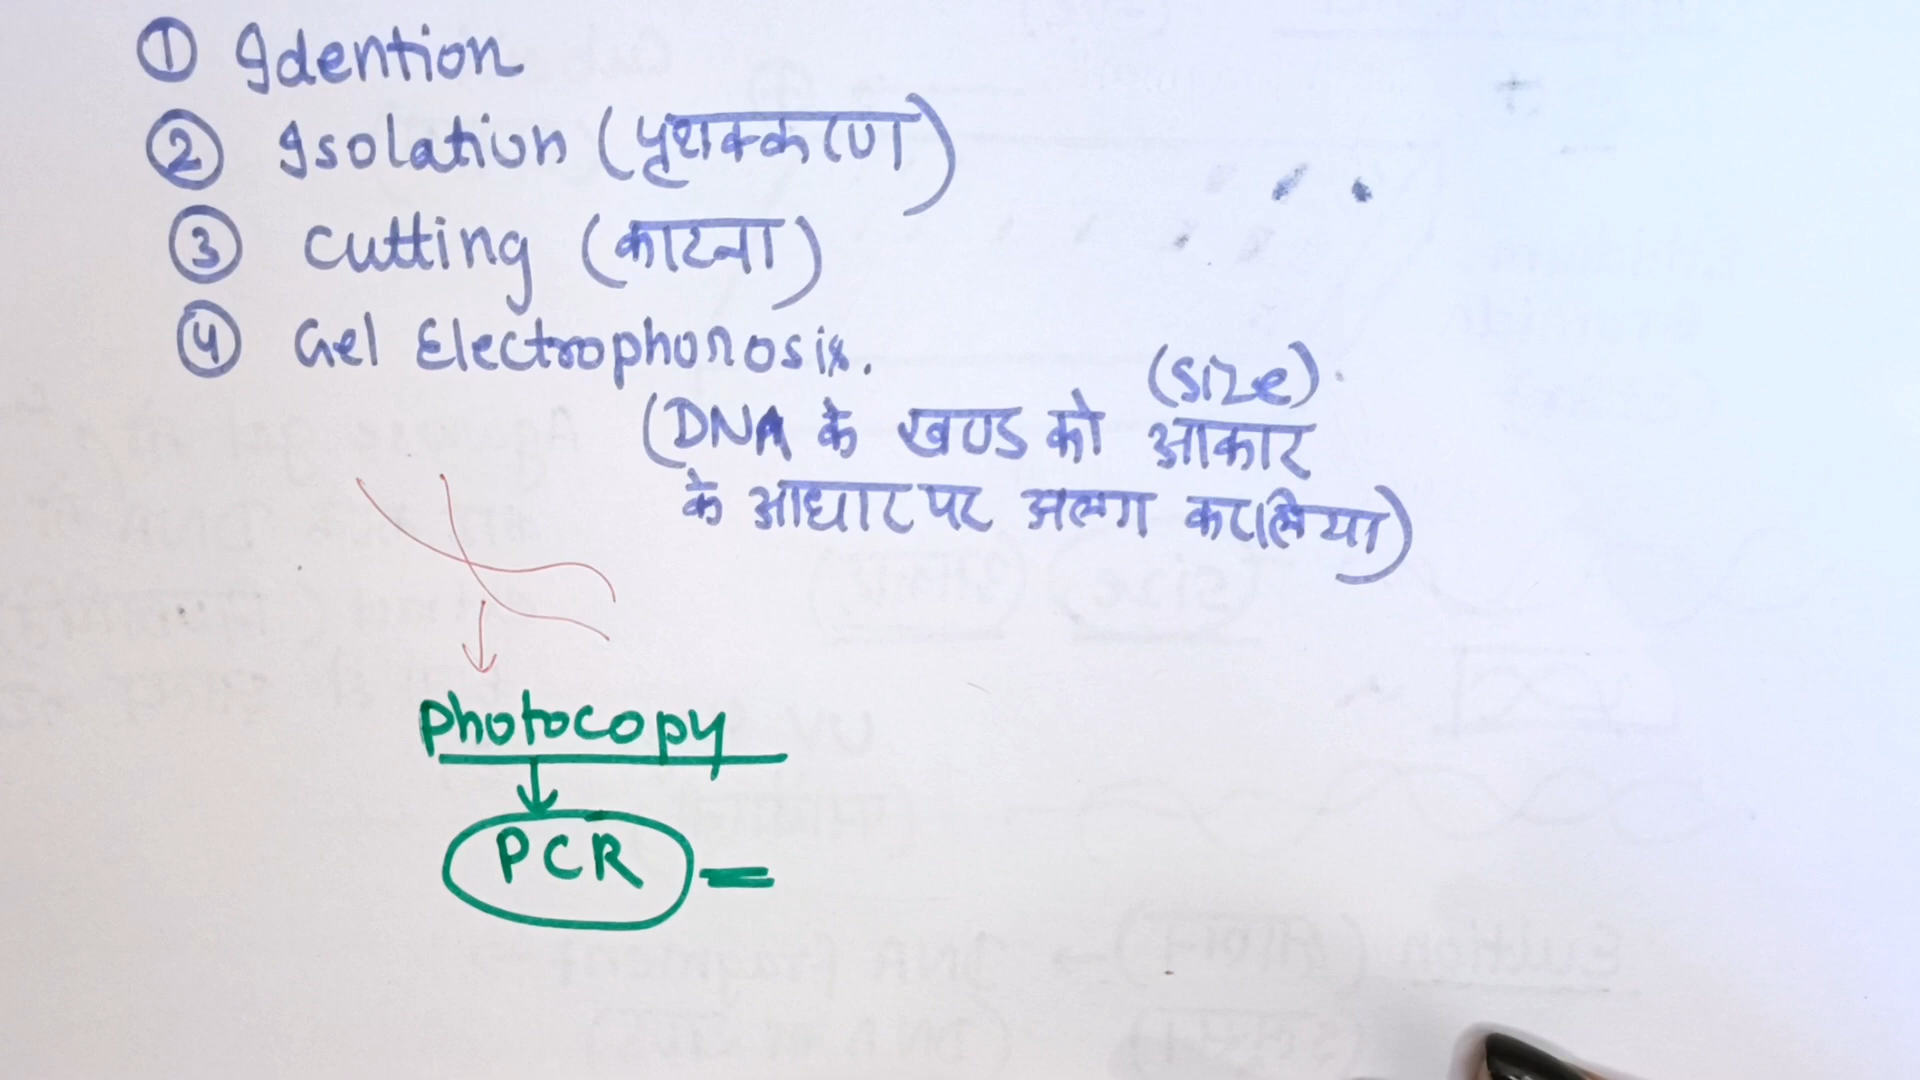 ① Idention
② Isolation (पृथक्करण)
③ Cutting (काटना)
④ Gel Electrophonosis.
(size)
(DNA के खण्ड को आकार
के आधार पर अलग कर लिया)
photocopy
PCR